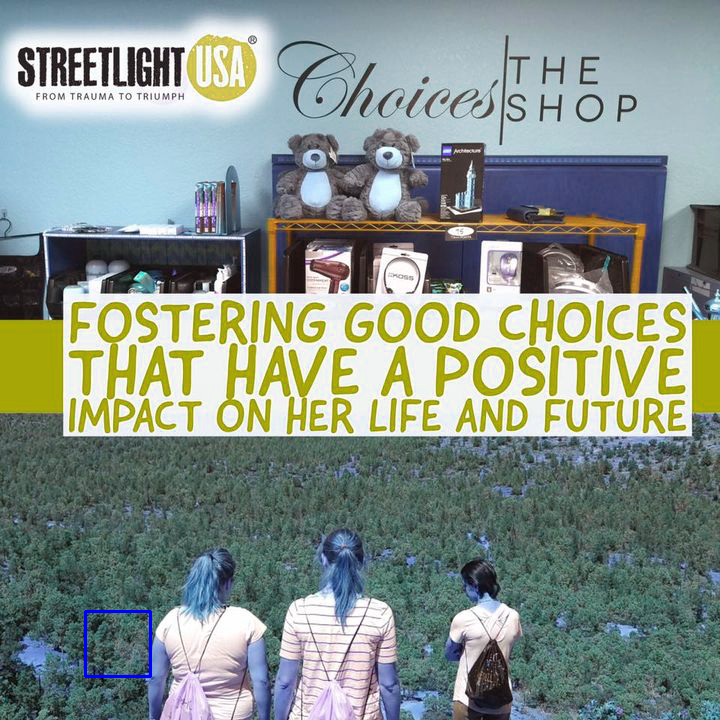 STREETLIGHT USA®
FROM TRAUMA TO TRIUMPH
Choices THE SHOP
Architecture
KOSS
FOSTERING GOOD CHOICES
THAT HAVE A POSITIVE
IMPACT ON HER LIFE AND FUTURE